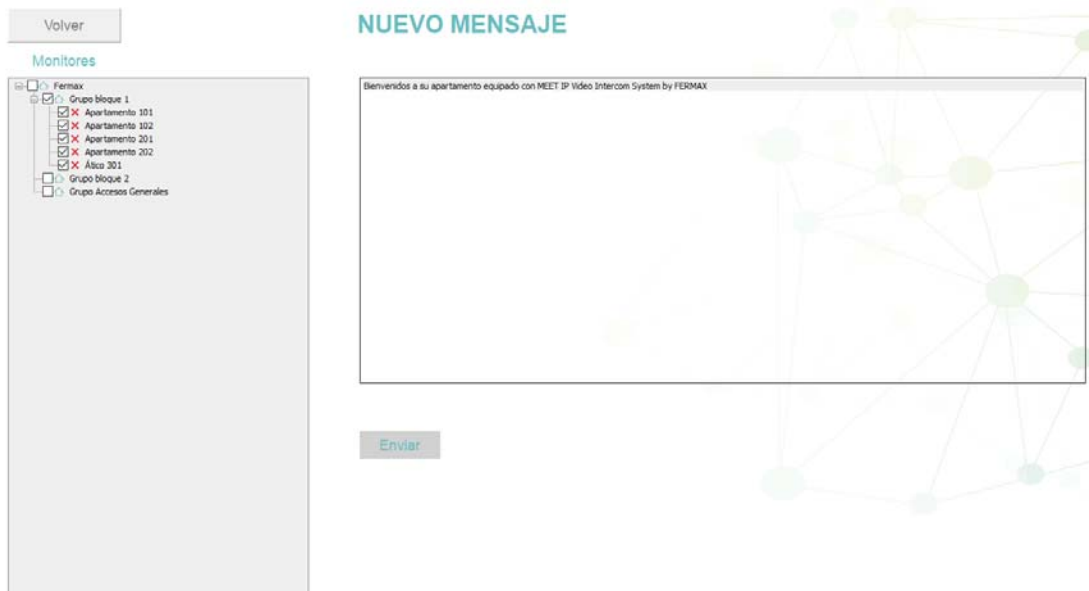 Volver
NUEVO MENSAJE
Monitores
Fermax
Grupo bloque 1
Apartamento 101
Apartamento 102
Apartamento 201
Apartamento 202
Ático 301
Grupo bloque 2
Grupo Accesos Generales
Bienvenidos a su apartamento equipado con MEET IP Video Intercom System by FERMAX
Enviar